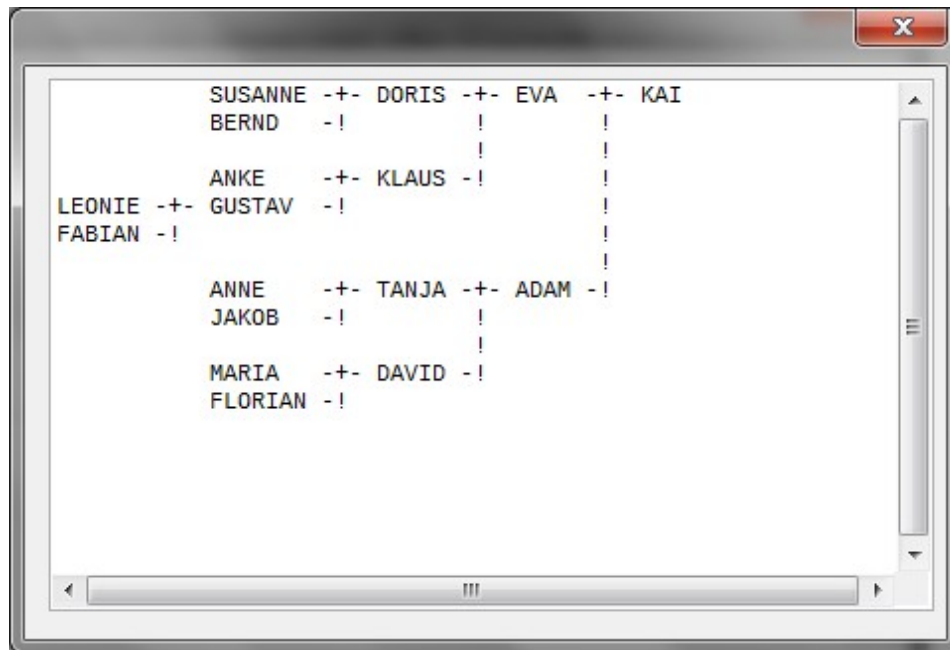 SUSANNE -+- DORIS -+- EVA  -+- KAI
                BERND   -!          !         !
                                    !         !
                ANKE    -+- KLAUS -!          !
LEONIE -+- GUSTAV  -!                    !
FABIAN -!                                     !
                                              !
                ANNE    -+- TANJA -+- ADAM -!
                JAKOB   -!          !
                                    !
                MARIA   -+- DAVID -!
                FLORIAN -!